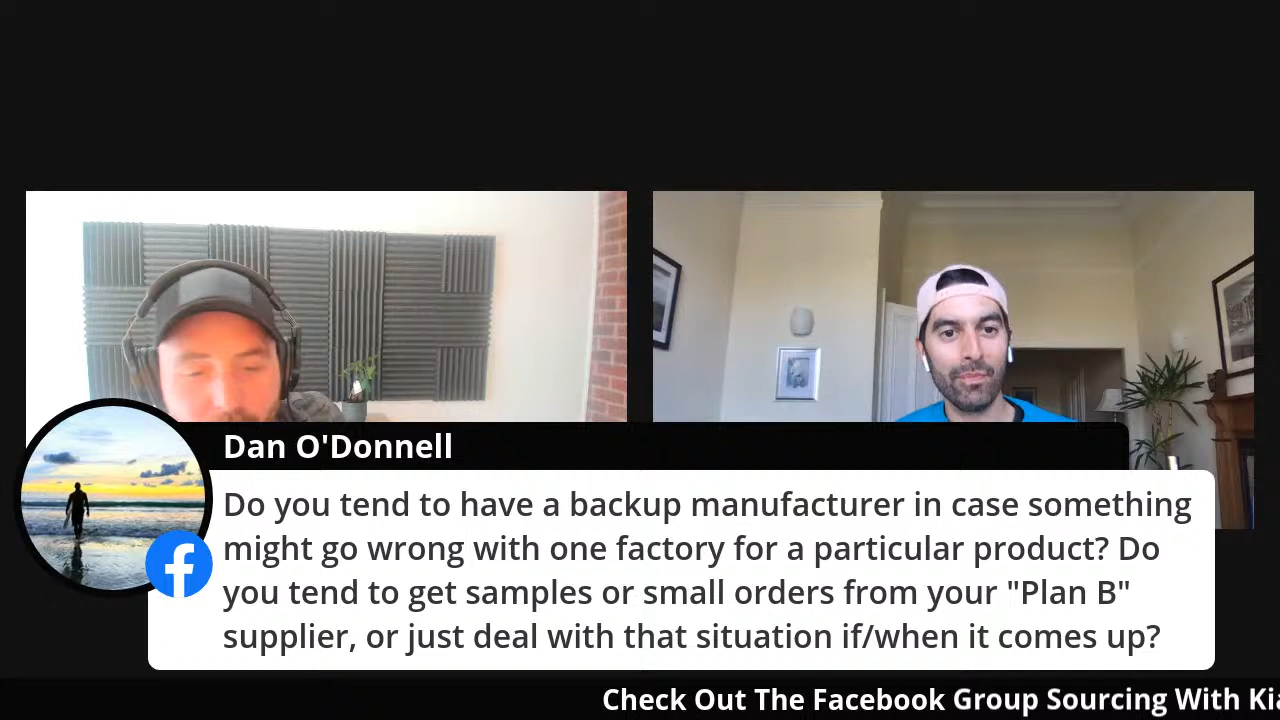 Dan O'Donnell
Do you tend to have a backup manufacturer in case something
might go wrong with one factory for a particular product? Do
you tend to get samples or small orders from your "Plan B"
supplier, or just deal with that situation if/when it comes up?
Check Out The Facebook Group Sourcing With Kia